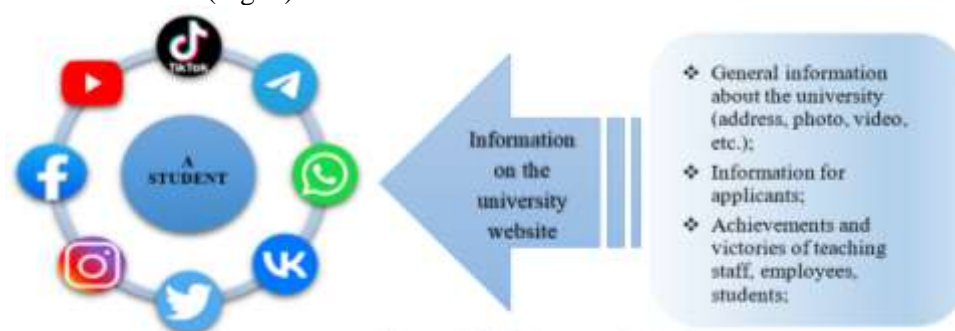 TikTok
A
STUDENT
VK
Information
on the
university
website
❖ General information
about the university
(address, photo, video,
etc.);
❖ Information for
applicants;
❖ Achievements and
victories of teaching
staff, employees,
students;